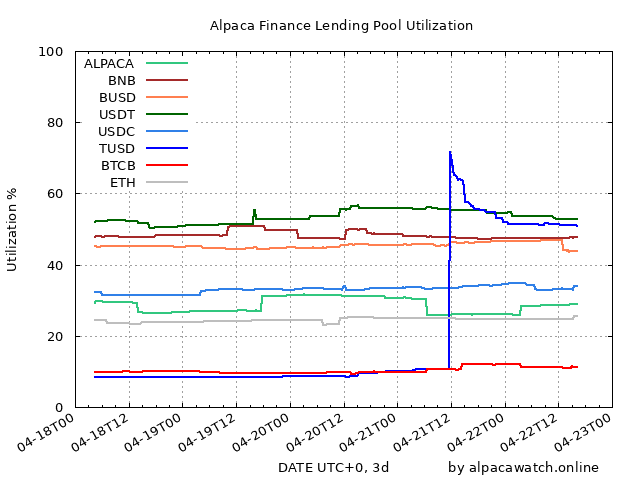 Alpaca Finance Lending Pool Utilization
100
80
60
40
20
0
Utilization %
ALPACA
BNB
BUSD
USDT
USDC
TUSD
BTCB
ETH
04-18T00
04-18T12
04-19T00
04-19T12
04-20T00
04-20T12
04-21T00
04-21T12
04-22T00
04-22T12
04-23T00
DATE UTC+0, 3d
by alpacawatch.online